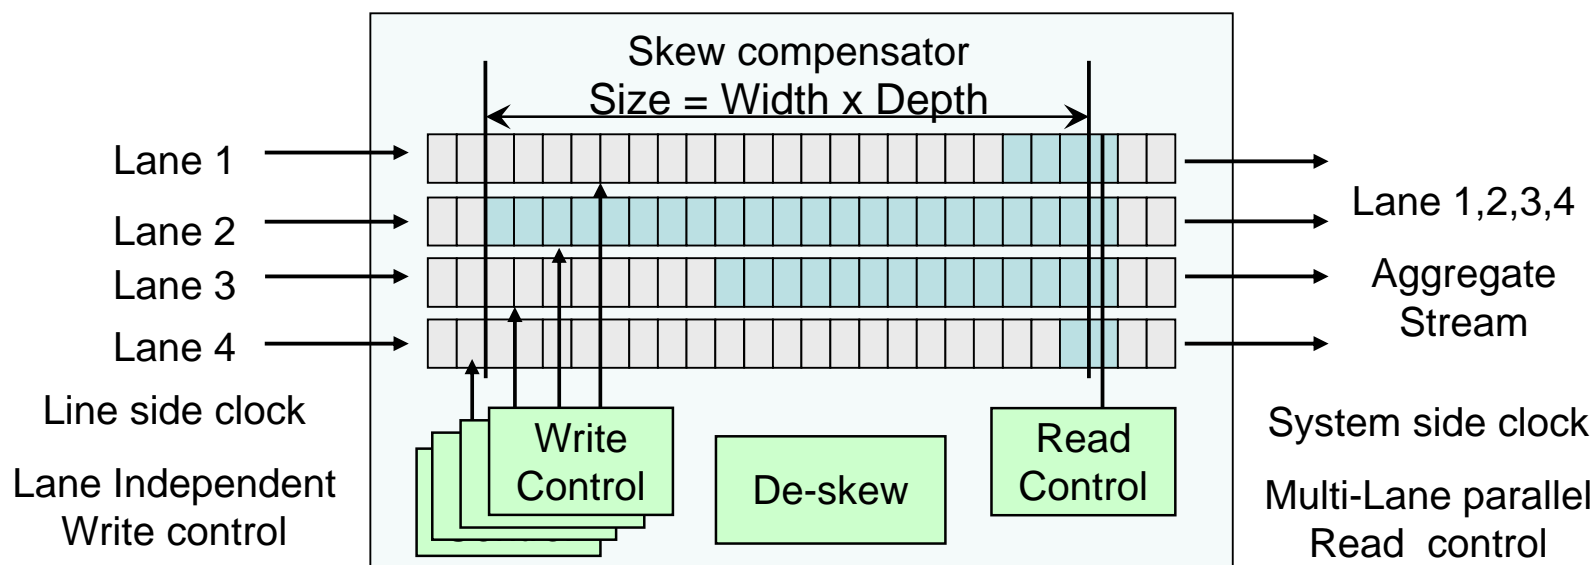 Skew compensator
Size = Width x Depth
Lane 1
Lane 2
Lane 3
Lane 4
Lane 1,2,3,4
Aggregate
Stream
Line side clock
Lane Independent
Write control
Write
Control
De-skew
Read
Control
System side clock
Multi-Lane parallel
Read control